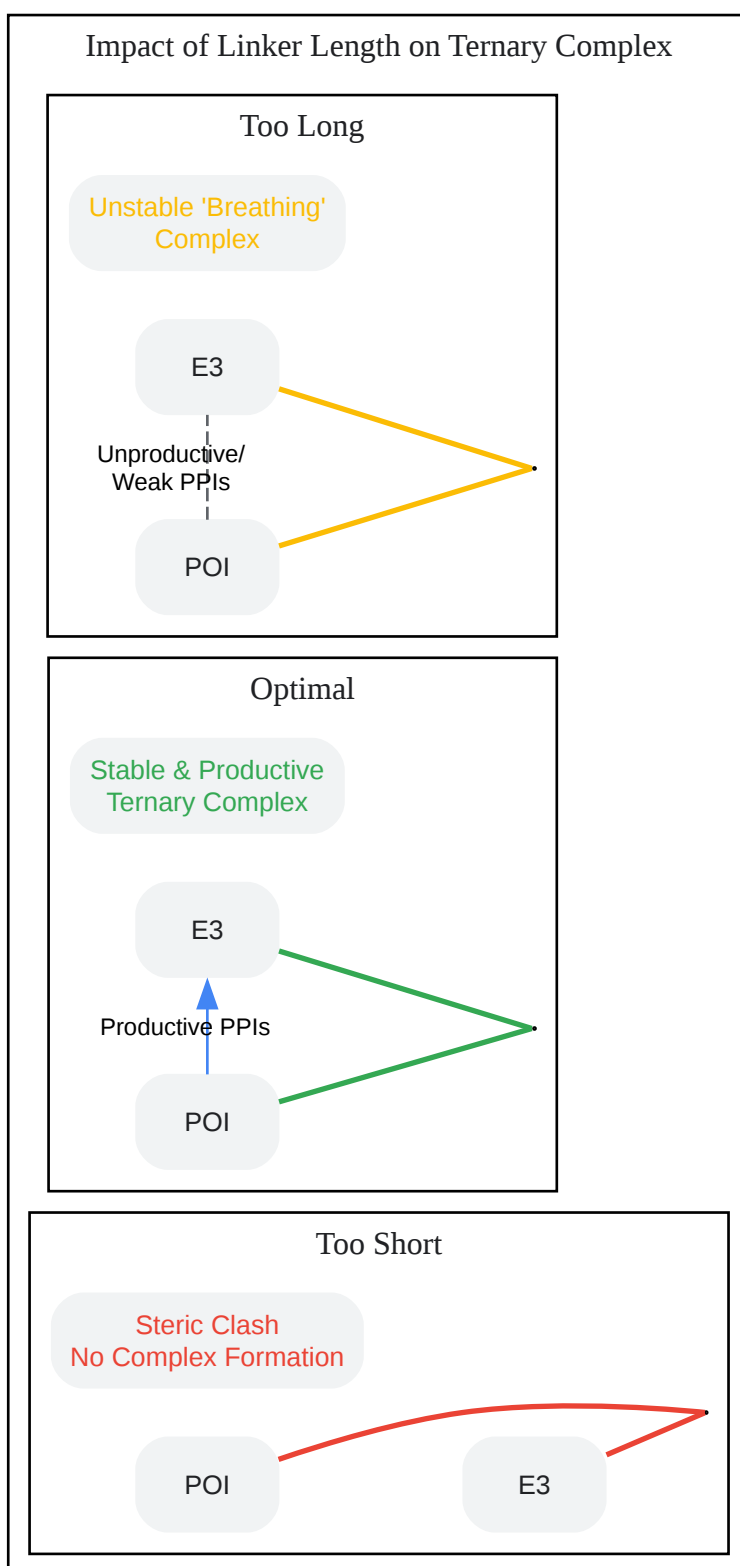 Impact of Linker Length on Ternary Complex
Too Long
Unstable 'Breathing'
Complex
E3
Unproductive/
Weak PPIs
POI
Optimal
Stable & Productive
Ternary Complex
E3
Productive PPIs
POI
Too Short
Steric Clash
No Complex Formation
POI
E3